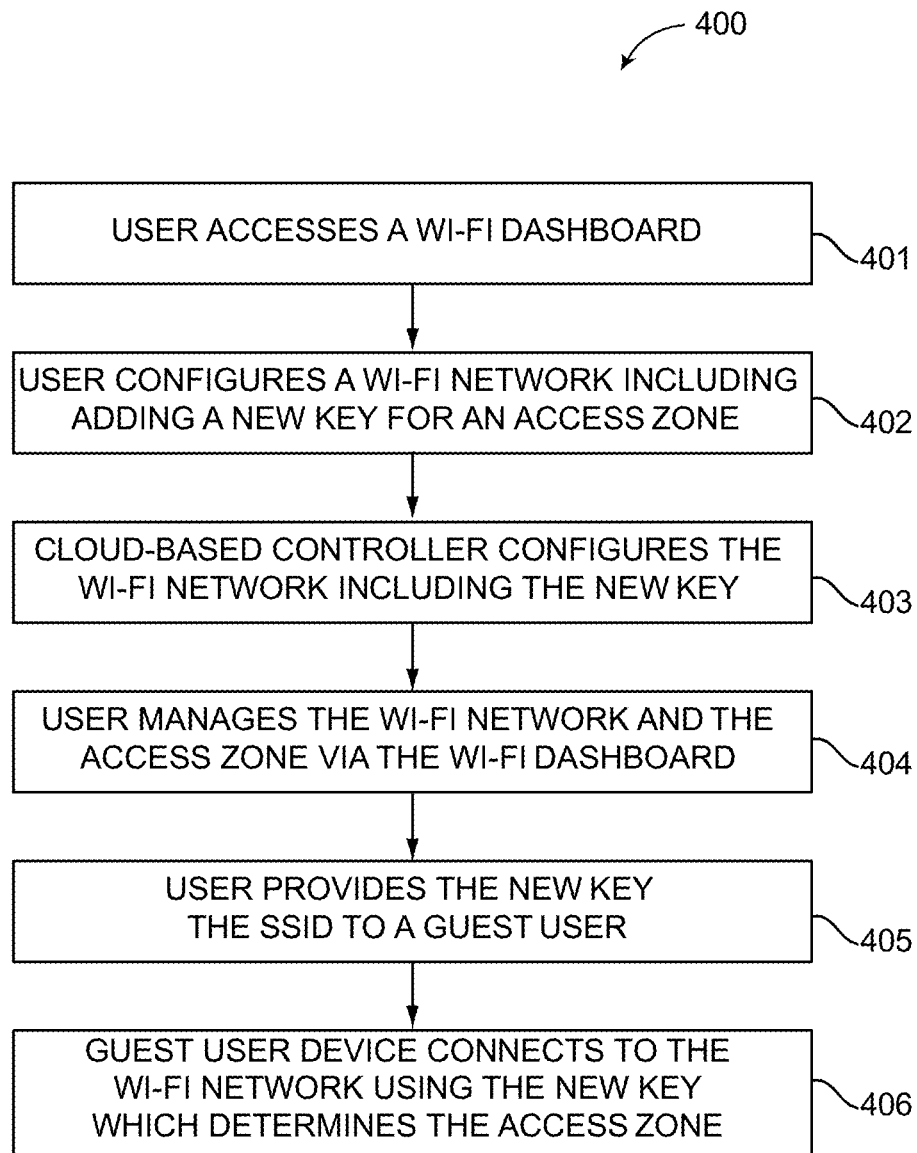 400
USER ACCESSES A WI-FI DASHBOARD
401
USER CONFIGURES A WI-FI NETWORK INCLUDING
ADDING A NEW KEY FOR AN ACCESS ZONE
402
CLOUD-BASED CONTROLLER CONFIGURES THE
WI-FI NETWORK INCLUDING THE NEW KEY
403
USER MANAGES THE WI-FI NETWORK AND THE
ACCESS ZONE VIA THE WI-FI DASHBOARD
404
USER PROVIDES THE NEW KEY
THE SSID TO A GUEST USER
405
GUEST USER DEVICE CONNECTS TO THE
WI-FI NETWORK USING THE NEW KEY
WHICH DETERMINES THE ACCESS ZONE
406